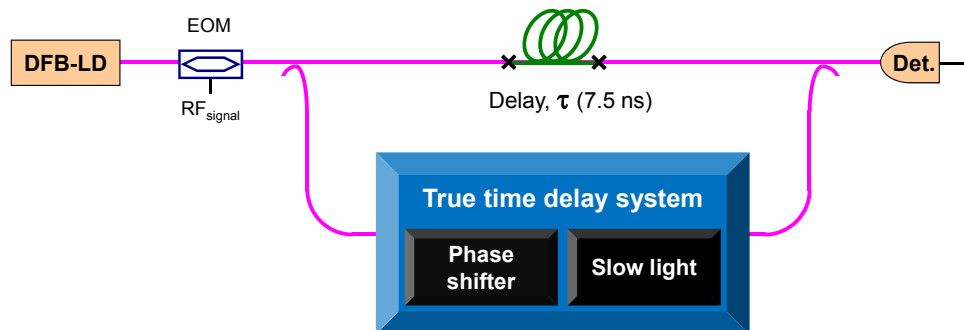 EOM
DFB-LD
Det.
RFsignal
Delay, τ (7.5 ns)
True time delay system
Phase
shifter
Slow light